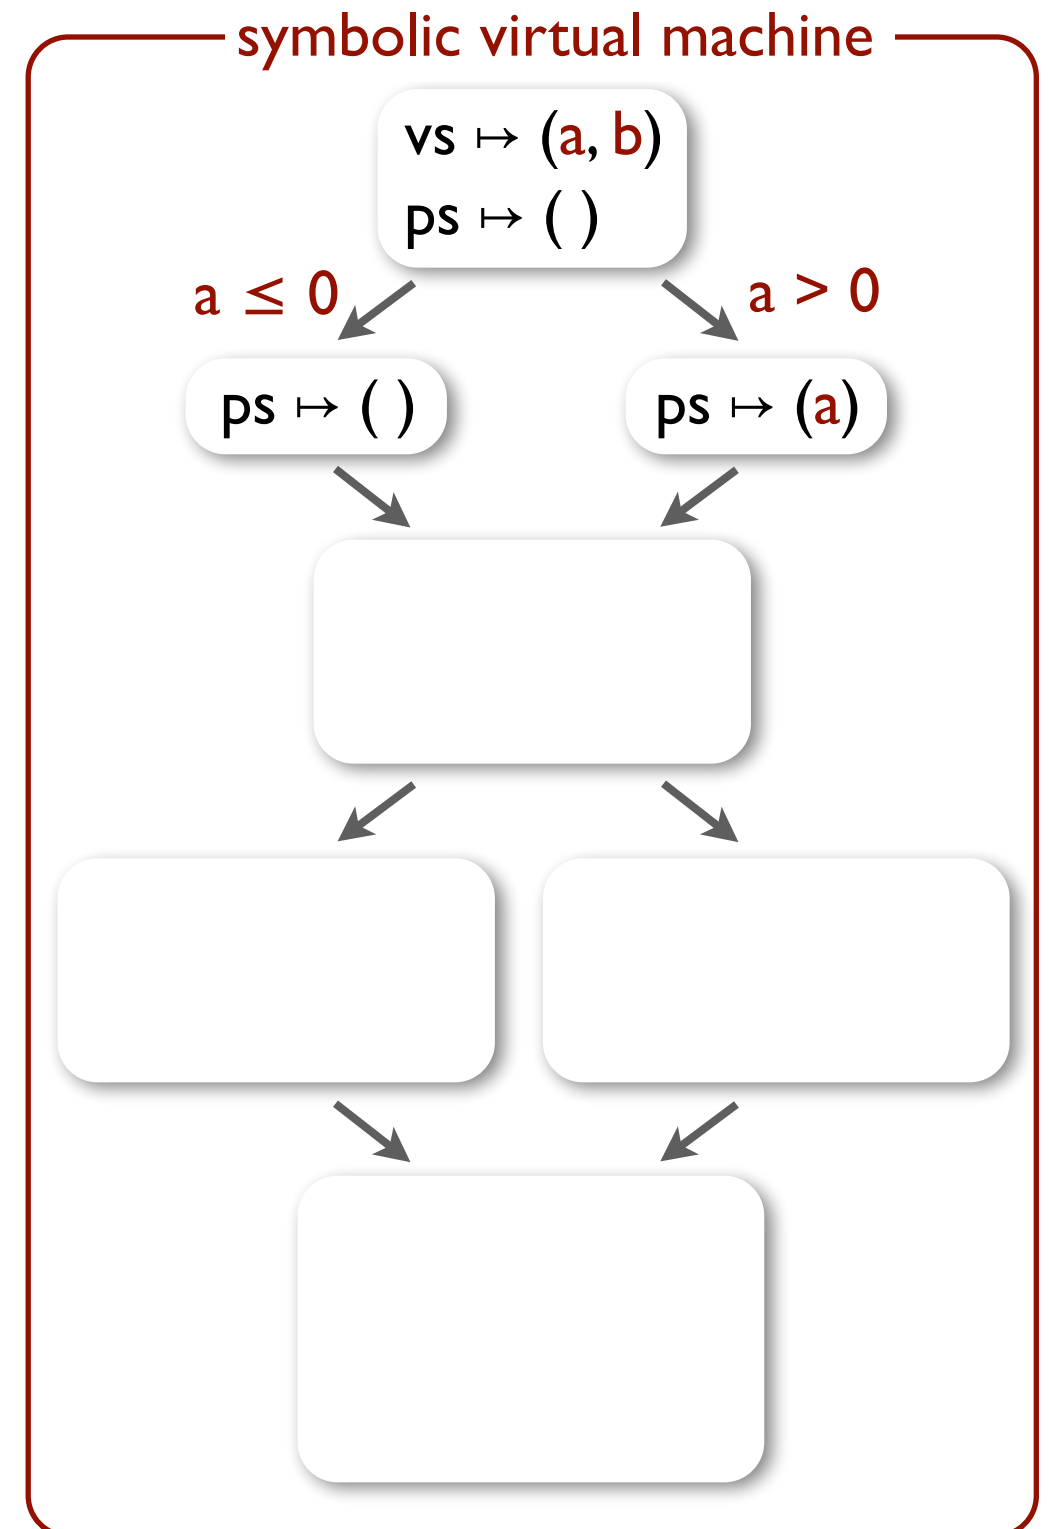 symbolic virtual machine
vs ↦ (a, b)
ps ↦ ( )
a ≤ 0
a > 0
ps ↦ ( )
ps ↦ (a)